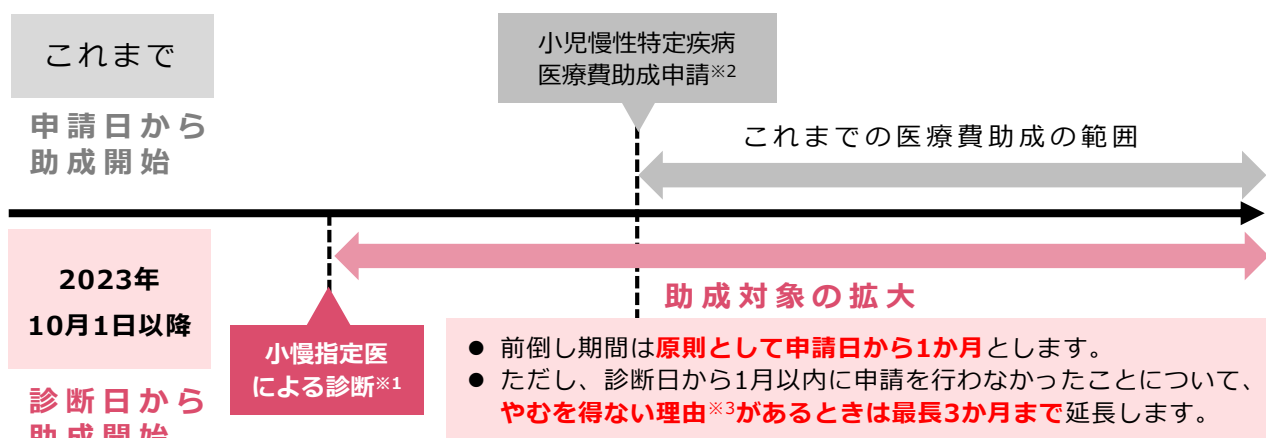 これまで
申請日から
助成開始
小児慢性特定疾病
医療費助成申請※2
これまでの医療費助成の範囲
2023年
10月1日以降
診断日から
助成開始
小慢指定医
による診断※1
助成対象の拡大
● 前倒し期間は原則として申請日から1か月とします。
● ただし、診断日から1月以内に申請を行わなかったことについて、
やむを得ない理由※3があるときは最長3か月まで延長します。